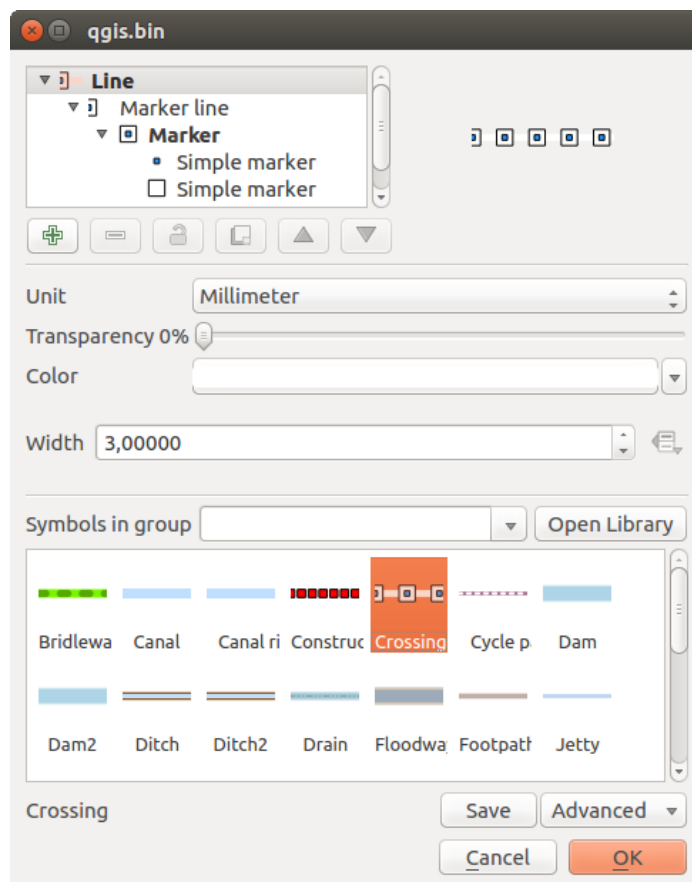 qgis.bin
Line
Marker line
Marker
Simple marker
Simple marker
Unit Millimeter
Transparency 0%
Color
Width 3,00000
Symbols in group Open Library
Bridlewa Canal Canal ri Construc Crossing Cycle p Dam
Dam2 Ditch Ditch2 Drain Floodwa Footpath Jetty
Crossing Save Advanced
Cancel OK